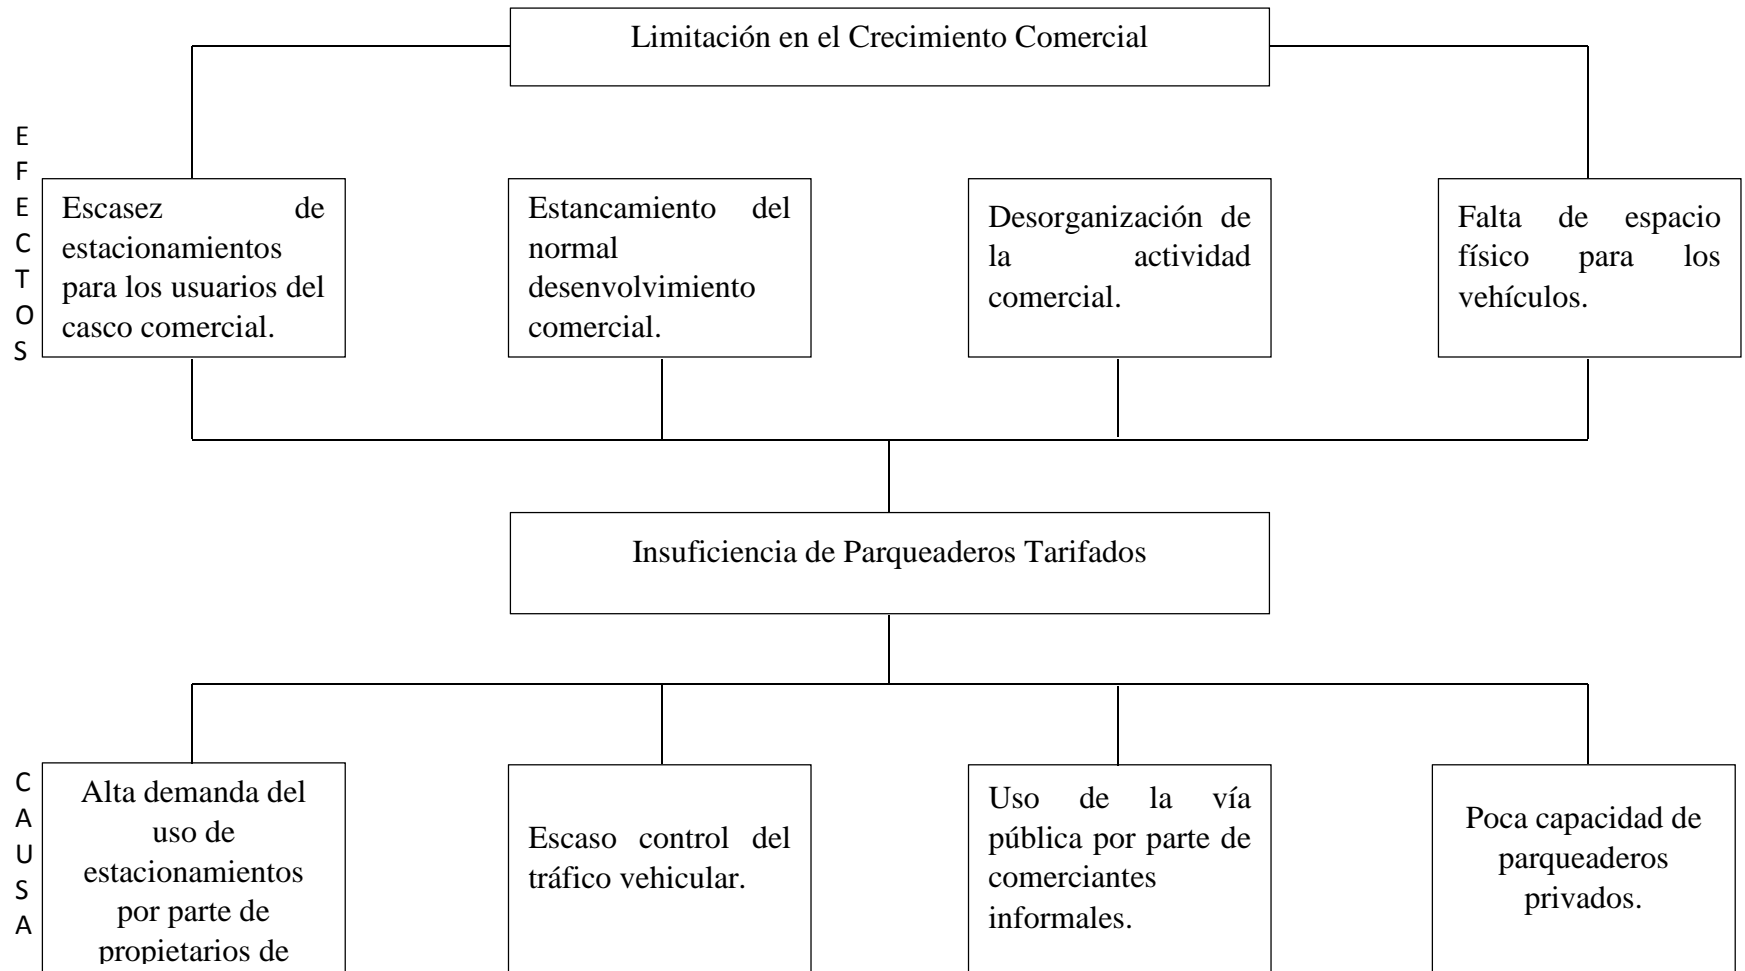 Limitación en el Crecimiento Comercial
E
F
E
C
T
O
S
Escasez de
estacionamientos
para los usuarios del
casco comercial.
Estancamiento del
normal
desenvolvimiento
comercial.
Desorganización de
la actividad
comercial.
Falta de espacio
físico para los
vehículos.
Insuficiencia de Parqueaderos Tarifados
C
A
U
S
A
Alta demanda del
uso de
estacionamientos
por parte de
propietarios de
Escaso control del
tráfico vehicular.
Uso de la vía
pública por parte de
comerciantes
informales.
Poca capacidad de
parqueaderos
privados.